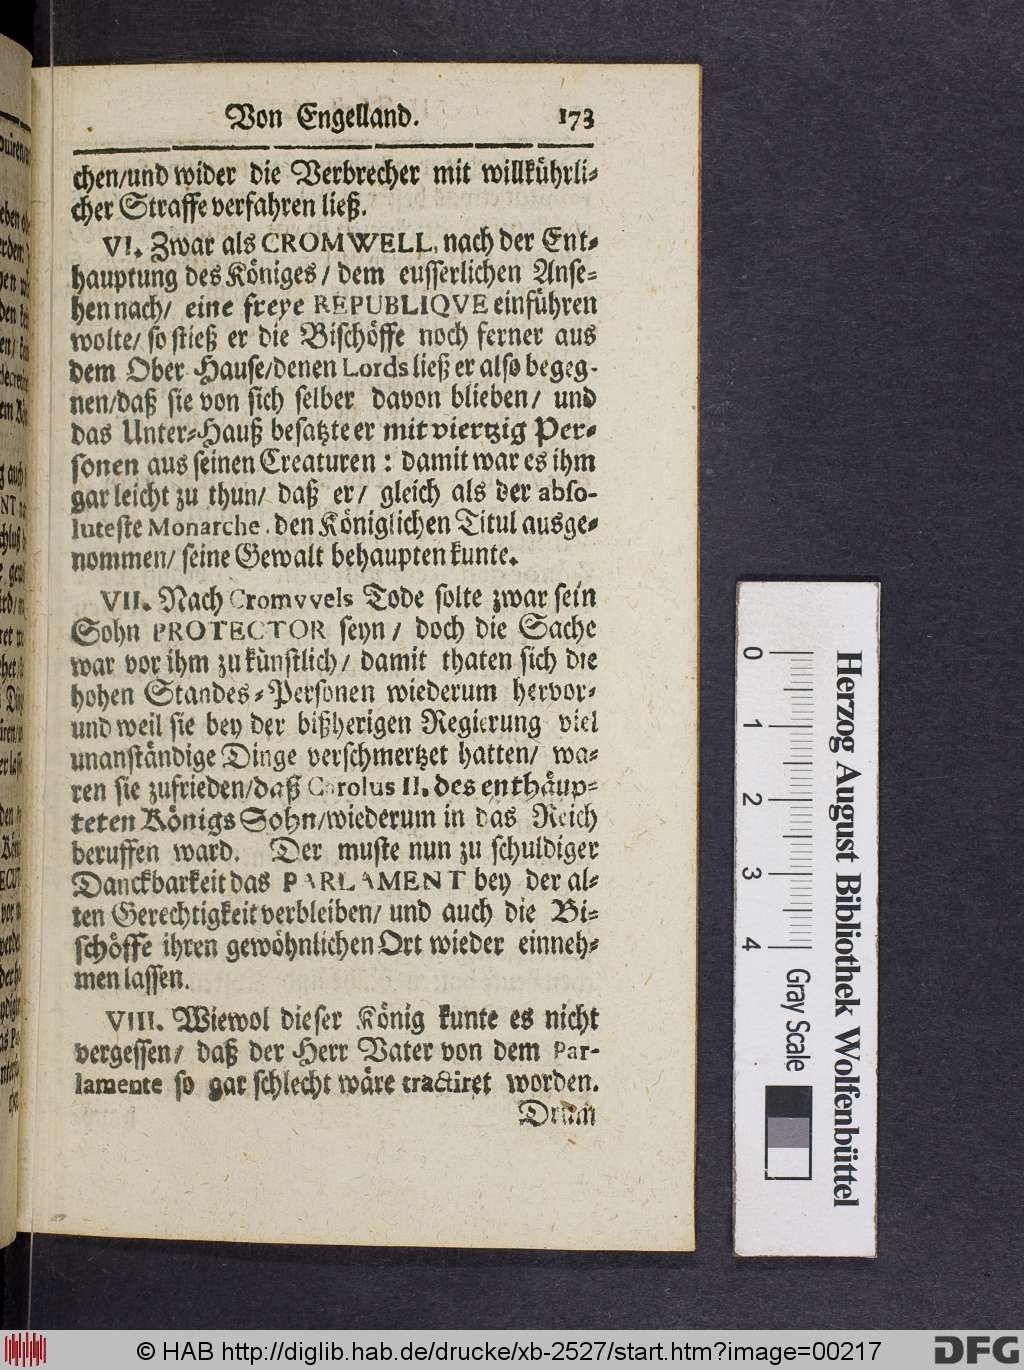 Von Engelland. 173
chen/und wider die Verbrecher mit willkührli-
cher Straffe verfahren ließ.
VI. Zwar als CROMWELL, nach der Ent-
hauptung des Königes/ dem eusserlichen Anse-
hen nach/ eine freye REPUBLIQVE einführen
wolte/ so stieß er die Bischöffe noch ferner aus
dem Ober-Hause/denen Lords ließ er also begeg-
nen/daß sie von sich selber davon blieben/ und
das Unter-Hauß besatzte er mit viertzig Per-
sonen aus seinen Creaturen: damit war es ihm
gar leicht zu thun/ daß er/ gleich als der abso-
luteste Monarche, den Königlichen Titul ausge-
nommen/ seine Gewalt behaupten kunte.
VII. Nach Cromvvels Tode solte zwar sein
Sohn PROTECTOR seyn/ doch die Sache
war vor ihm zu künstlich/ damit thaten sich die
hohen Standes-Personen wiederum hervor-
und weil sie bey der bißherigen Regierung viel
unanständige Dinge verschmertzet hatten/ wa-
ren sie zufrieden/daß Carolus II. des enthäup-
teten Königs Sohn/wiederum in das Reich
beruffen ward. Der muste nun zu schuldiger
Danckbarkeit das PARLAMENT bey der al-
ten Gerechtigkeit verbleiben/ und auch die Bi-
schöffe ihren gewöhnlichen Ort wieder einneh-
men lassen.
VIII. Wiewol dieser König kunte es nicht
vergessen/ daß der Herr Vater von dem Par-
lamente so gar schlecht wäre tractiret worden.
Drum
0 1 2 3 4
Gray Scale
Herzog August Bibliothek Wolfenbüttel
© HAB http://diglib.hab.de/drucke/xb-2527/start.htm?image=00217
DFG